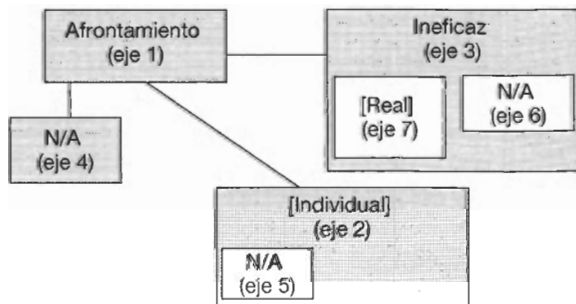 Afrontamiento
(eje 1)
Ineficaz
(eje 3)
[Real]
(eje 7)
N/A
(eje 6)
N/A
(eje 4)
[Individual]
(eje 2)
N/A
(eje 5)